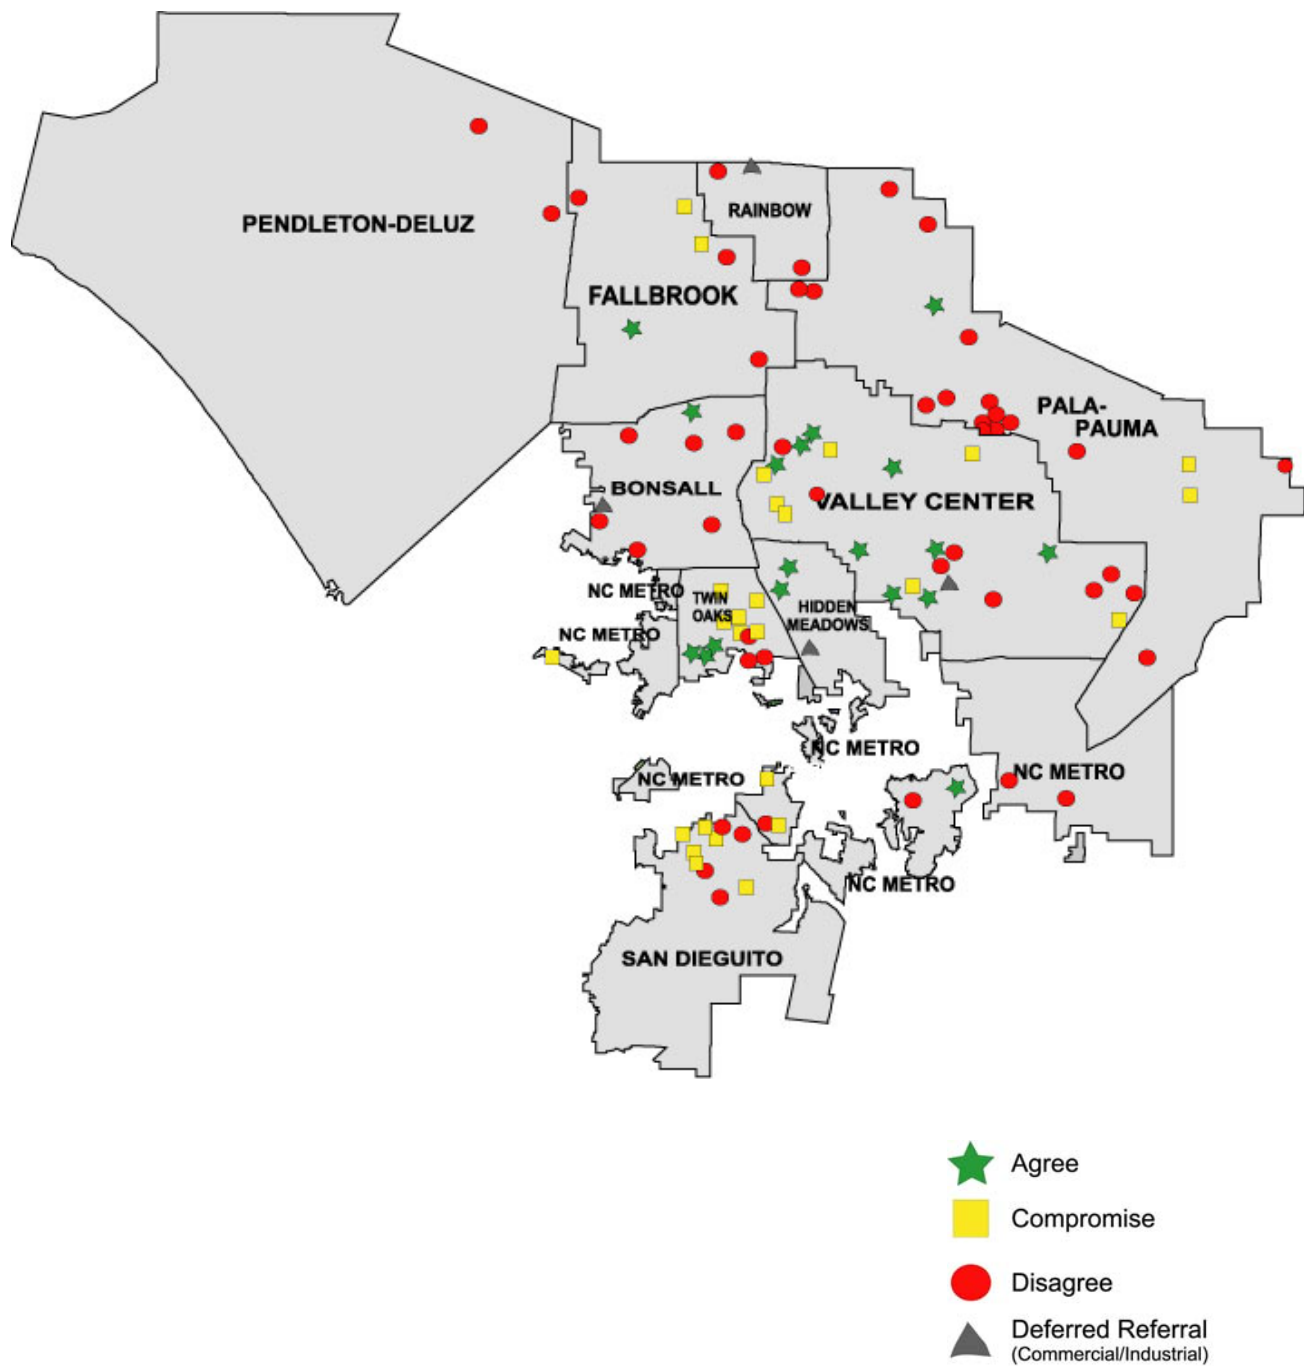 RAINBOW
PENDLETON-DELUZ
FALLBROOK
PALA-
PAUMA
BONSALL
VALLEY CENTER
NC METRO
TWIN
OAKS
HIDDEN
MEADOWS
NC METRO
NC METRO
NC METRO
NC METRO
NC METRO
SAN DIEGUITO
Agree
Compromise
Disagree
Deferred Referral
(Commercial/Industrial)